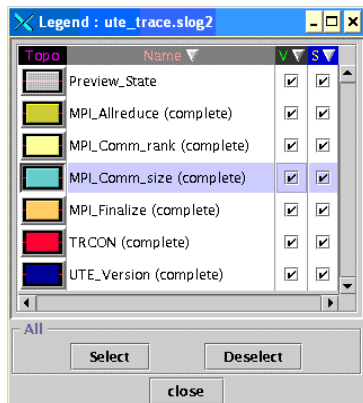 Legend : ute_trace.slog2
Topo Name V S
Preview_State
MPI_Allreduce (complete)
MPI_Comm_rank (complete)
MPI_Comm_size (complete)
MPI_Finalize (complete)
TRCON (complete)
UTE_Version (complete)
All
Select Deselect
close